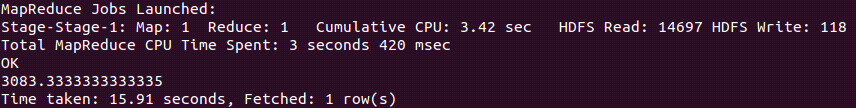 MapReduce Jobs Launched:
Stage-Stage-1: Map: 1  Reduce: 1   Cumulative CPU: 3.42 sec   HDFS Read: 14697 HDFS Write: 118
Total MapReduce CPU Time Spent: 3 seconds 420 msec
OK
3083.3333333333335
Time taken: 15.91 seconds, Fetched: 1 row(s)